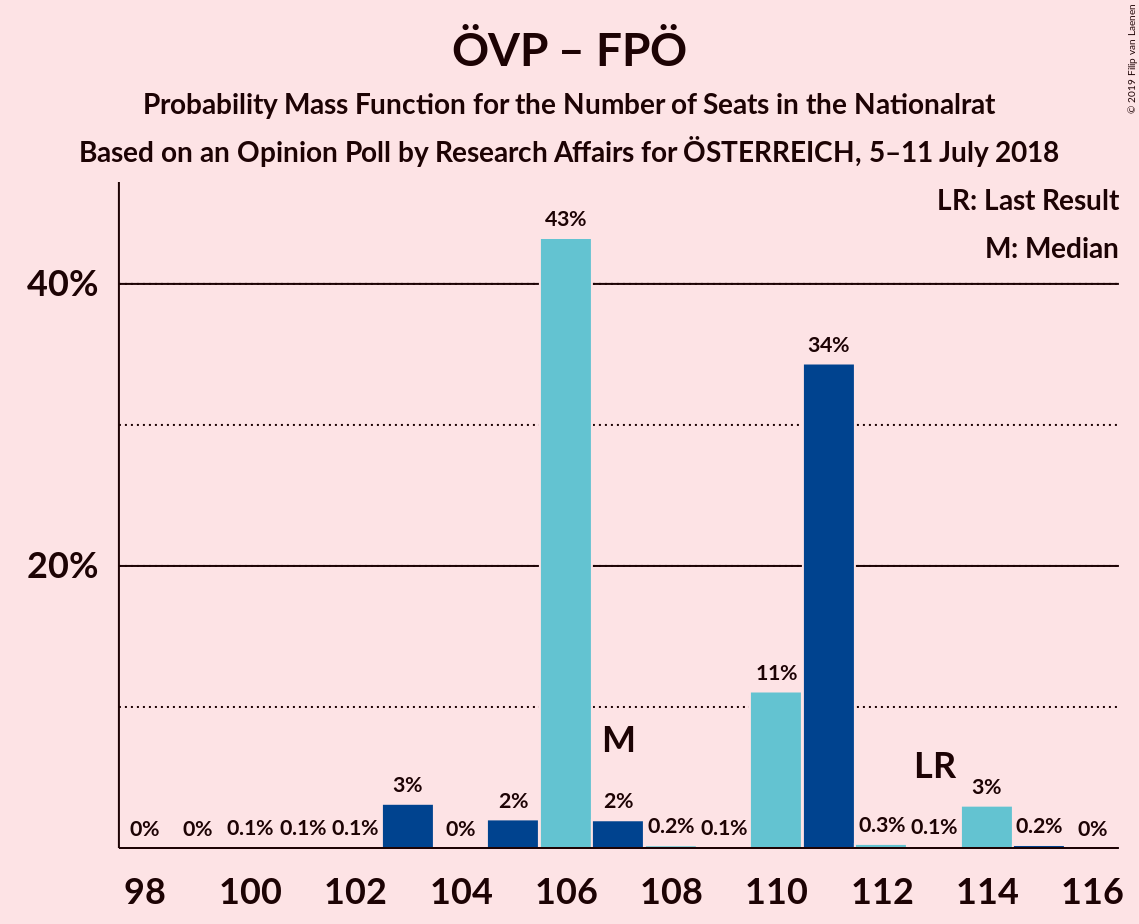 ÖVP – FPÖ
Probability Mass Function for the Number of Seats in the Nationalrat
Based on an Opinion Poll by Research Affairs for ÖSTERREICH, 5–11 July 2018
© 2019 Filip van Laenen
LR: Last Result
M: Median
40%
20%
0%
0%
0.1%
0.1%
0.1%
3%
0%
2%
43%
M
2%
0.2%
0.1%
11%
34%
0.3%
LR
0.1%
3%
0.2%
0%
98 100 102 104 106 108 110 112 114 116